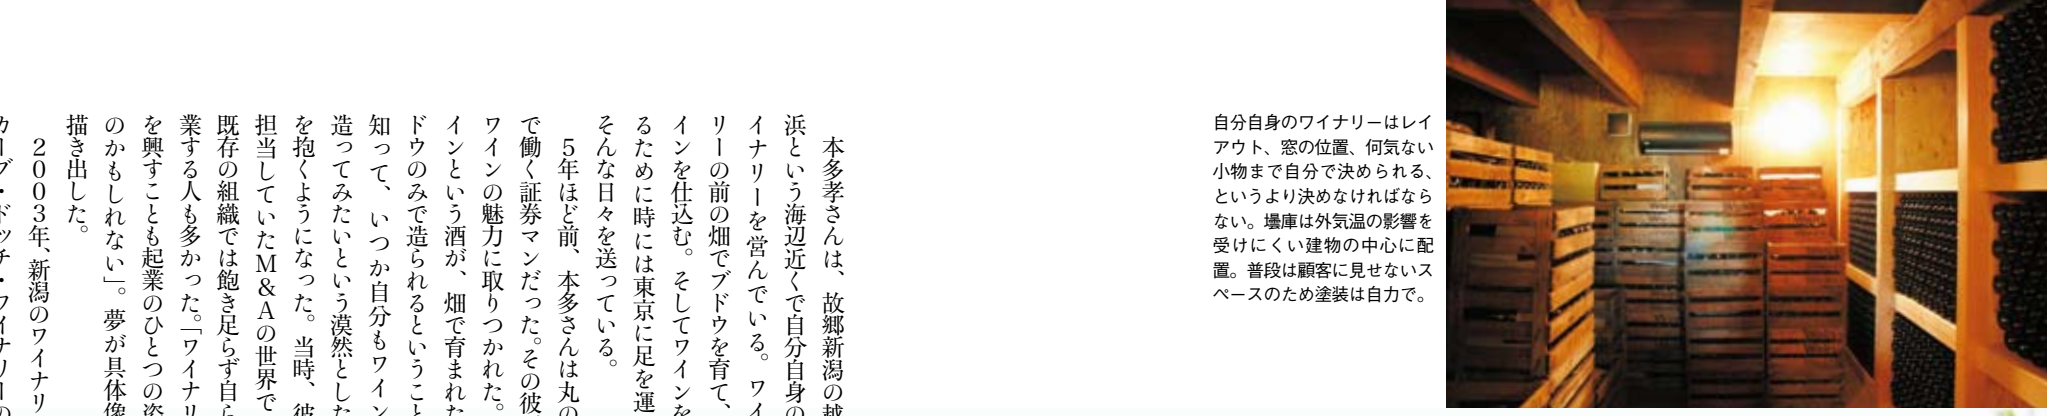 自分自身のワイナリーはレイ
アウト、窓の位置、何気ない
小物まで自分で決められる、
というより決めなければなら
ない。壜庫は外気温の影響を
受けにくい建物の中心に配
置。普段は顧客に見せないス
ペースのため塗装は自力で。
本多孝さんは、故郷新潟の越
浜という海辺近くで自分自身の
イナリーを営んでいる。ワイ
リーの前の畑でブドウを育て、
インを仕込む。そしてワインを
るために時には東京に足を運
そんな日々を送っている。
5年ほど前、本多さんは丸の
で働く証券マンだった。その彼
ワインの魅力に取りつかれた。
インという酒が、畑で育まれた
ドウのみで造られるということ
知って、いつか自分もワイン
造ってみたいという漠然とした
を抱くようになった。当時、彼
担当していたM&Aの世界で
既存の組織では飽き足らず自ら
業する人も多かった。「ワイナリ
を興すことも起業のひとつの姿
のかもしれない」。夢が具体像
描き出した。
2003年、新潟のワイナリ
カーブ・ドッチ・ワイナリーの